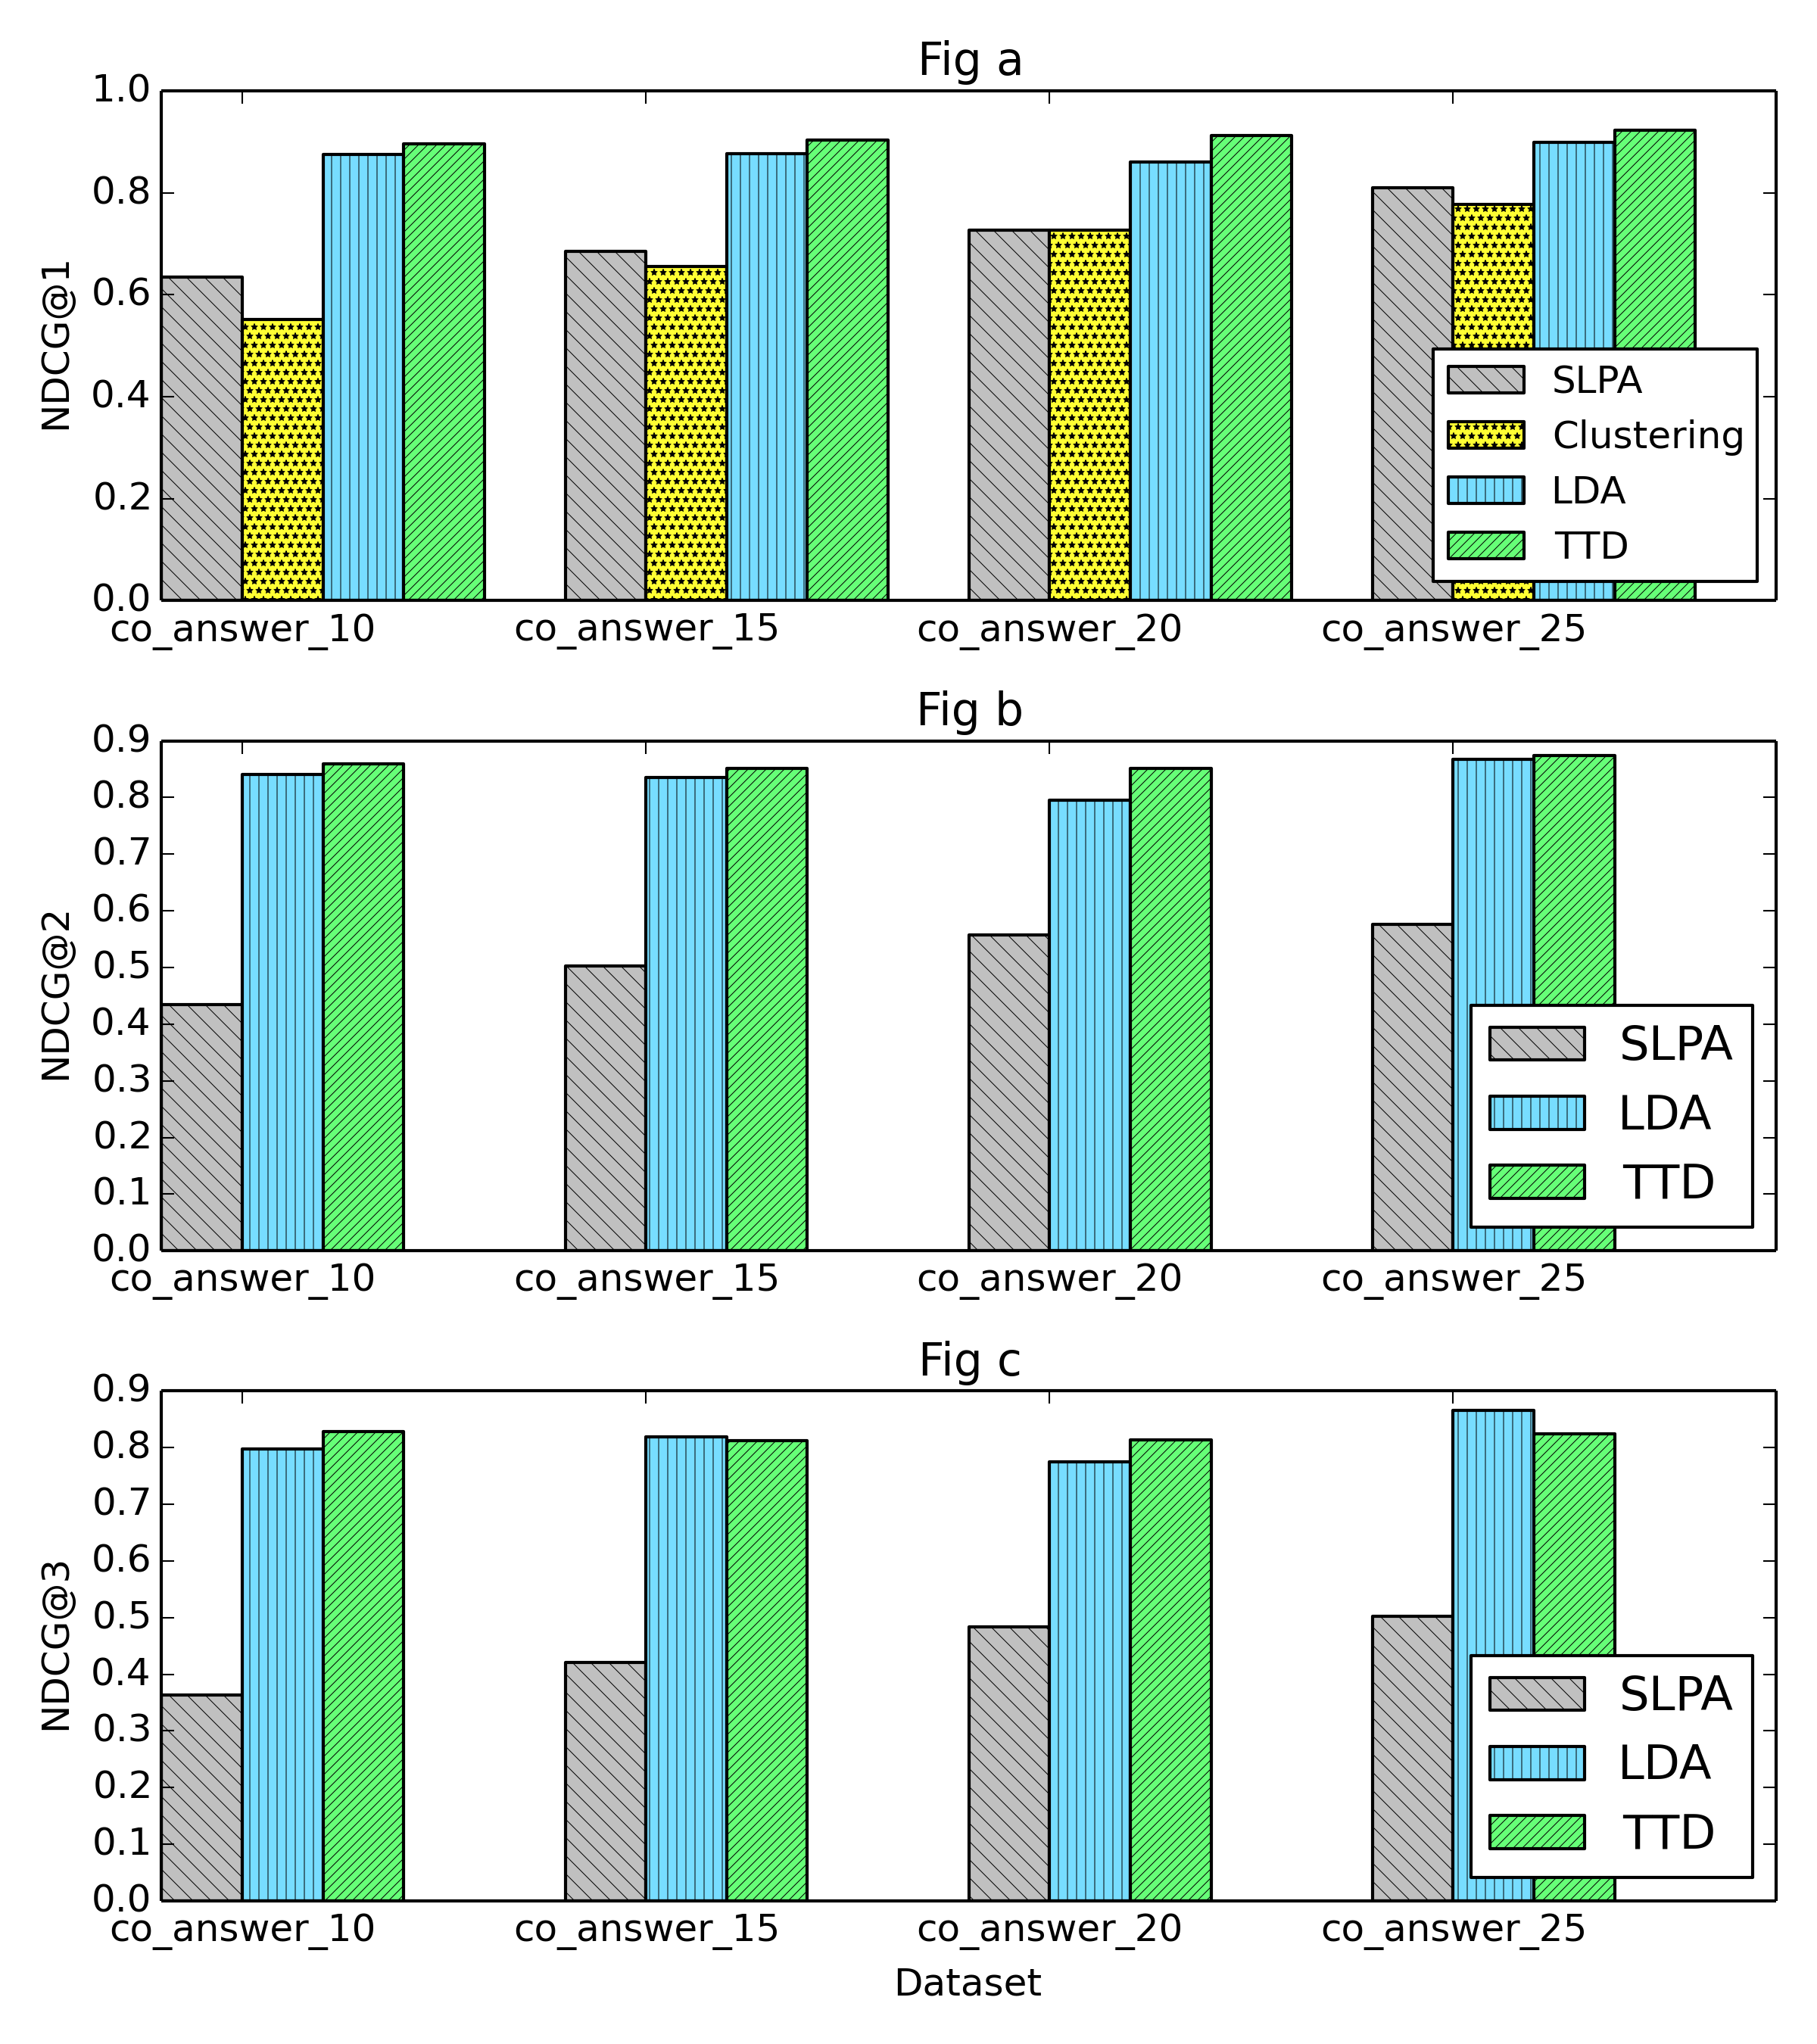 Fig a
1.0
0.8
0.6
0.4
0.2
0.0
NDCG@1
co_answer_10 co_answer_15 co_answer_20 co_answer_25
SLPA
Clustering
LDA
TTD
Fig b
0.9
0.8
0.7
0.6
0.5
0.4
0.3
0.2
0.1
0.0
NDCG@2
co_answer_10 co_answer_15 co_answer_20 co_answer_25
SLPA
LDA
TTD
Fig c
0.9
0.8
0.7
0.6
0.5
0.4
0.3
0.2
0.1
0.0
NDCG@3
co_answer_10 co_answer_15 co_answer_20 co_answer_25
SLPA
LDA
TTD
Dataset